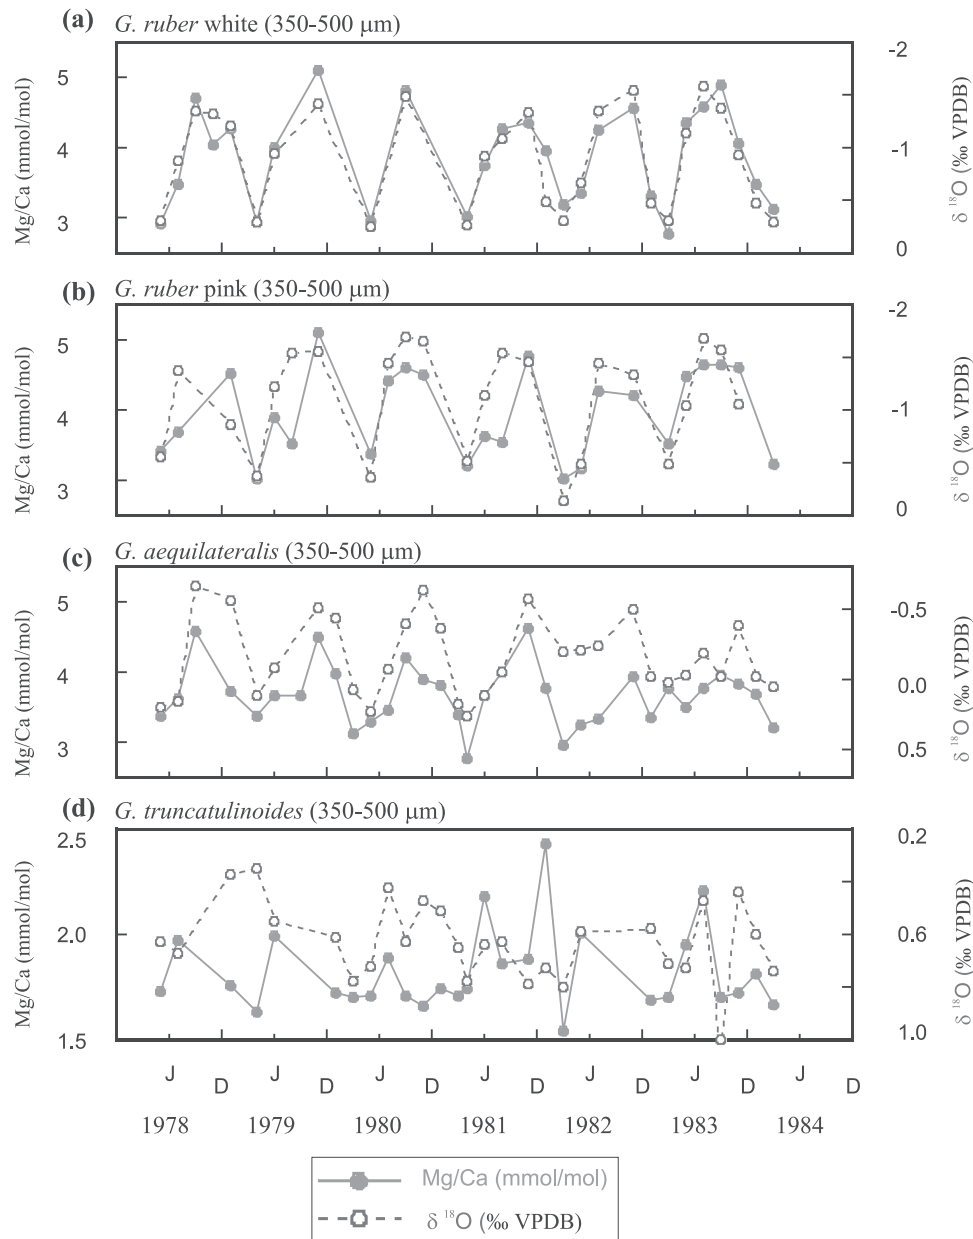 (a) G. ruber white (350-500 μm)
5
4
3
Mg/Ca (mmol/mol)
-2
-1
0
δ ¹⁸O (‰ VPDB)
(b) G. ruber pink (350-500 μm)
5
4
3
Mg/Ca (mmol/mol)
-2
-1
0
δ ¹⁸O (‰ VPDB)
(c) G. aequilateralis (350-500 μm)
5
4
3
Mg/Ca (mmol/mol)
-0.5
0.0
0.5
δ ¹⁸O (‰ VPDB)
(d) G. truncatulinoides (350-500 μm)
2.5
2.0
1.5
Mg/Ca (mmol/mol)
0.2
0.6
1.0
δ ¹⁸O (‰ VPDB)
J D J D J D J D J D J D J D
1978 1979 1980 1981 1982 1983 1984
Mg/Ca (mmol/mol)
δ ¹⁸O (‰ VPDB)